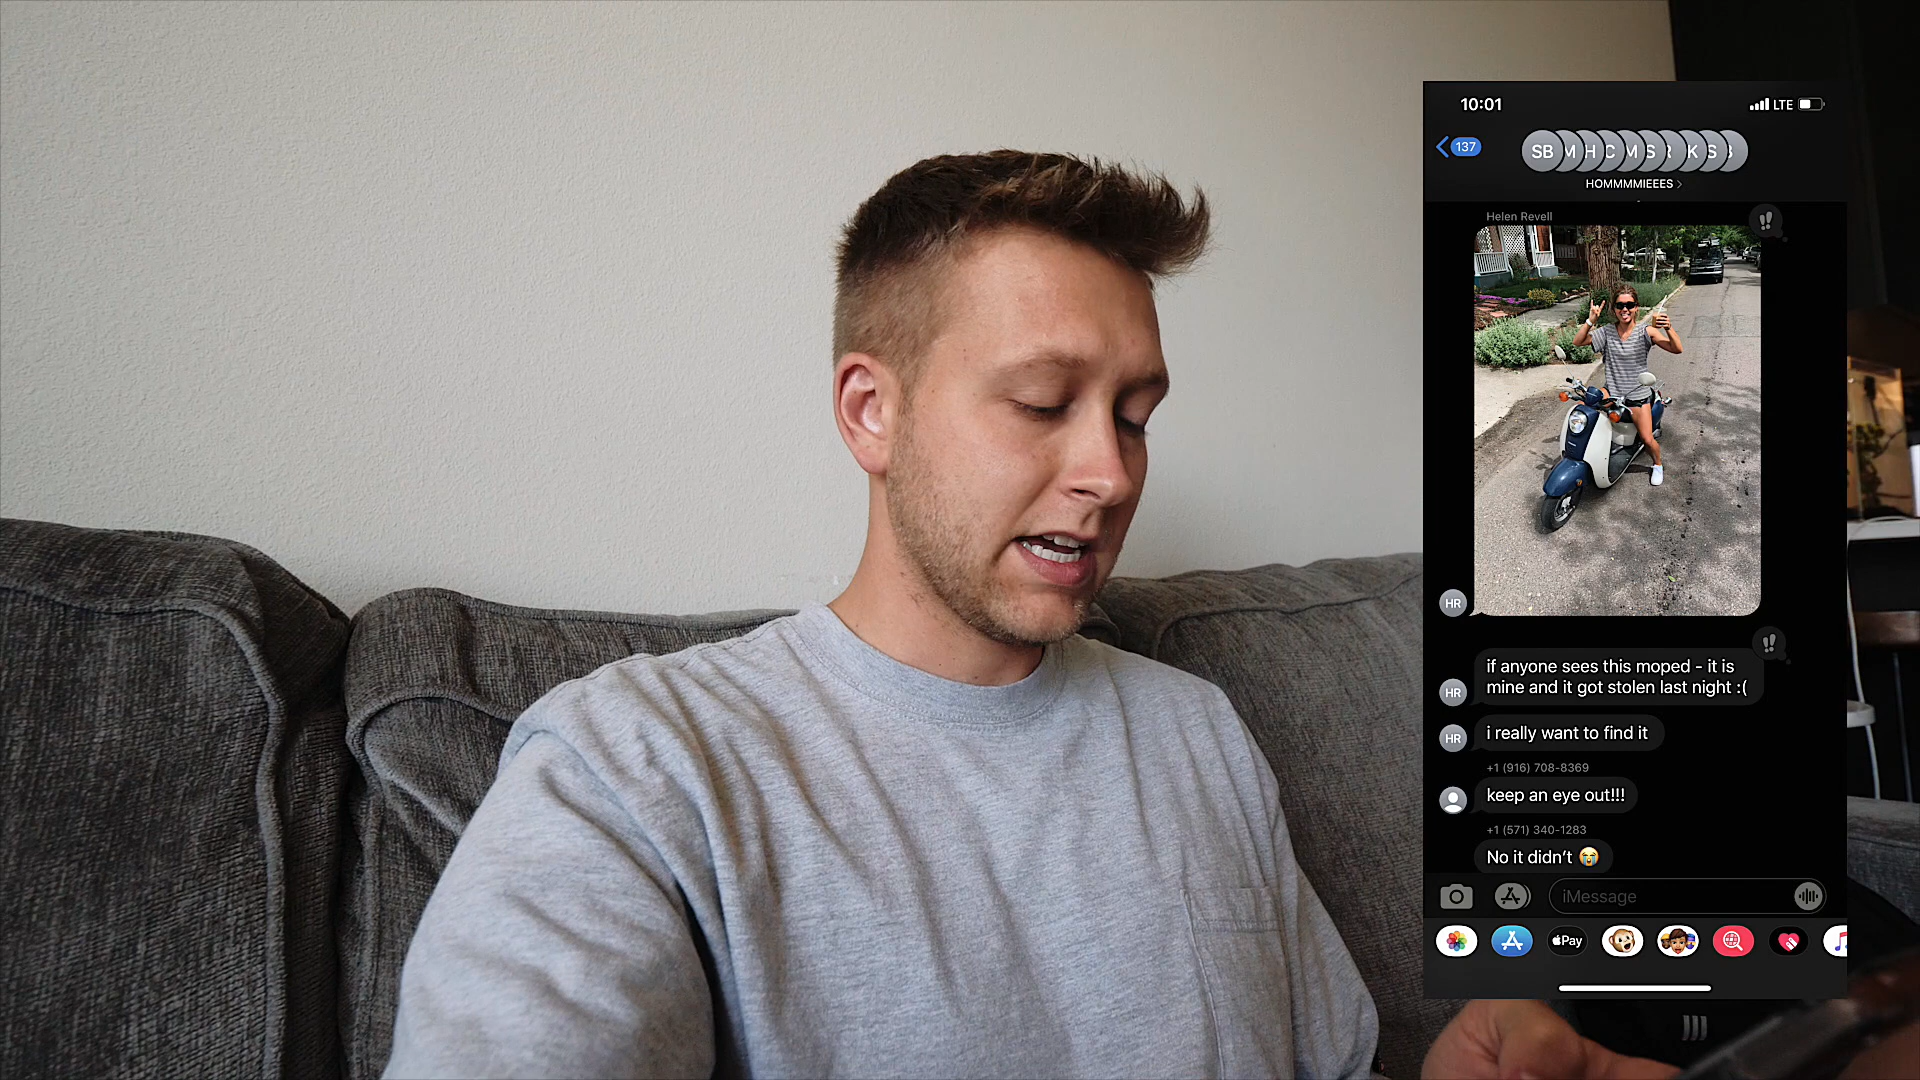 10:01
LTE
137
SB M H C M S R K S B
HOMMMMIEEES
Helen Revell
HR
if anyone sees this moped - it is
mine and it got stolen last night :(
HR
i really want to find it
HR
+1 (916) 708-8369
keep an eye out!!!
+1 (571) 340-1283
No it didn't 😭
iMessage
Pay